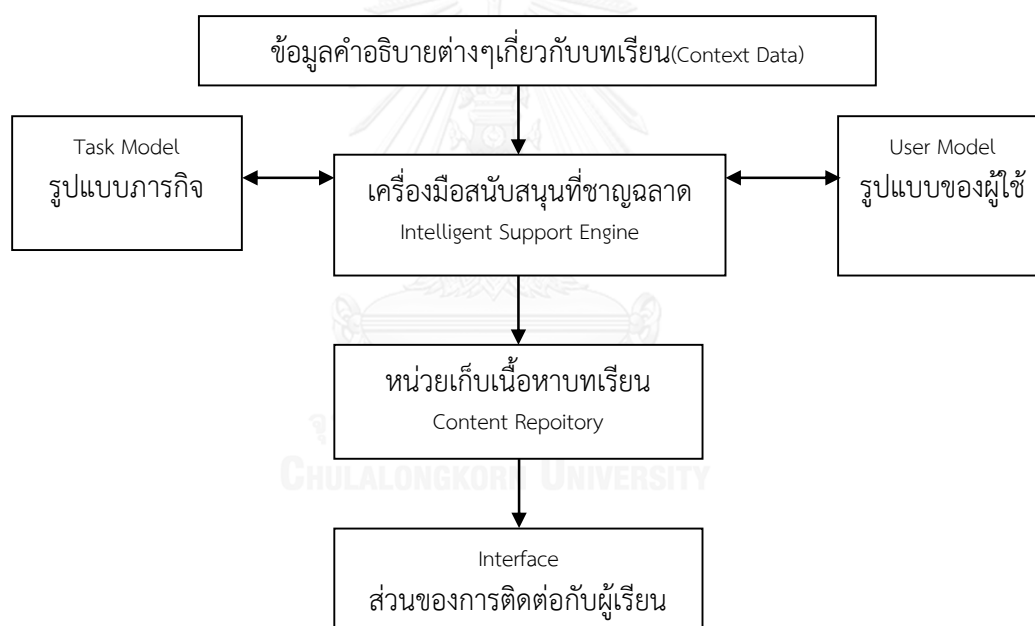 ข้อมูลคำอธิบายต่างๆเกี่ยวกับบทเรียน(Context Data)
Task Model
รูปแบบภารกิจ
เครื่องมือสนับสนุนที่ชาญฉลาด
Intelligent Support Engine
User Model
รูปแบบของผู้ใช้
หน่วยเก็บเนื้อหาบทเรียน
Content Repoitory
CHULALONGKORN UNIVERSITY
Interface
ส่วนของการติดต่อกับผู้เรียน